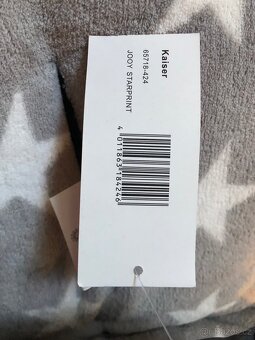 Kaiser
65718-424
JOOY STARPRINT
4 011863 184246